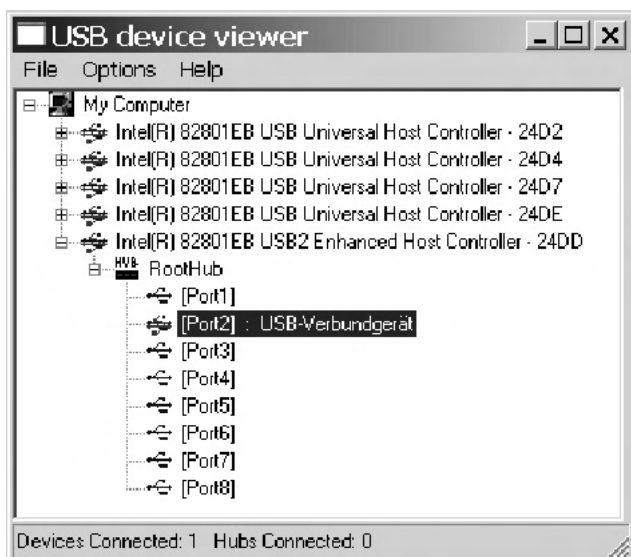 USB device viewer
File Options Help
My Computer
Intel(R) 82801EB USB Universal Host Controller - 24D2
Intel(R) 82801EB USB Universal Host Controller - 24D4
Intel(R) 82801EB USB Universal Host Controller - 24D7
Intel(R) 82801EB USB Universal Host Controller - 24DE
Intel(R) 82801EB USB2 Enhanced Host Controller - 24DD
HUB RootHub
[Port1]
[Port2] : USB-Verbundgerät
[Port3]
[Port4]
[Port5]
[Port6]
[Port7]
[Port8]
Devices Connected: 1 Hubs Connected: 0